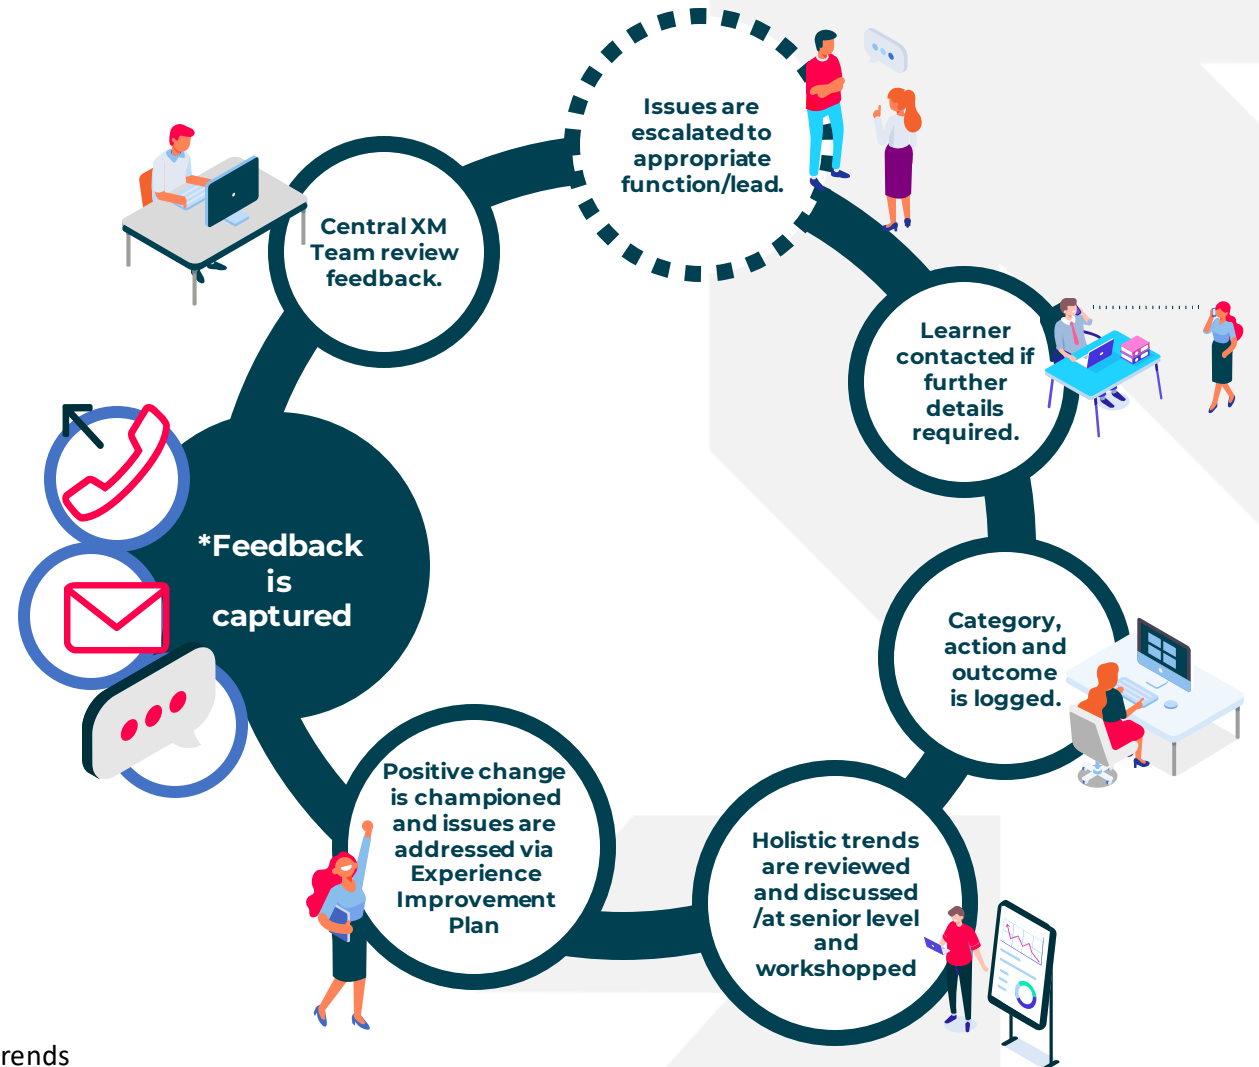 Issues are
escalated to
appropriate
function/lead.
Central XM
Team review
feedback.
Learner
contacted if
further
details
required.
*Feedback
is
captured
Category,
action and
outcome
is logged.
Positive change
is championed
and issues are
addressed via
Experience
Improvement
Plan
Holistic trends
are reviewed
and discussed
/at senior level
and
workshopped
rends